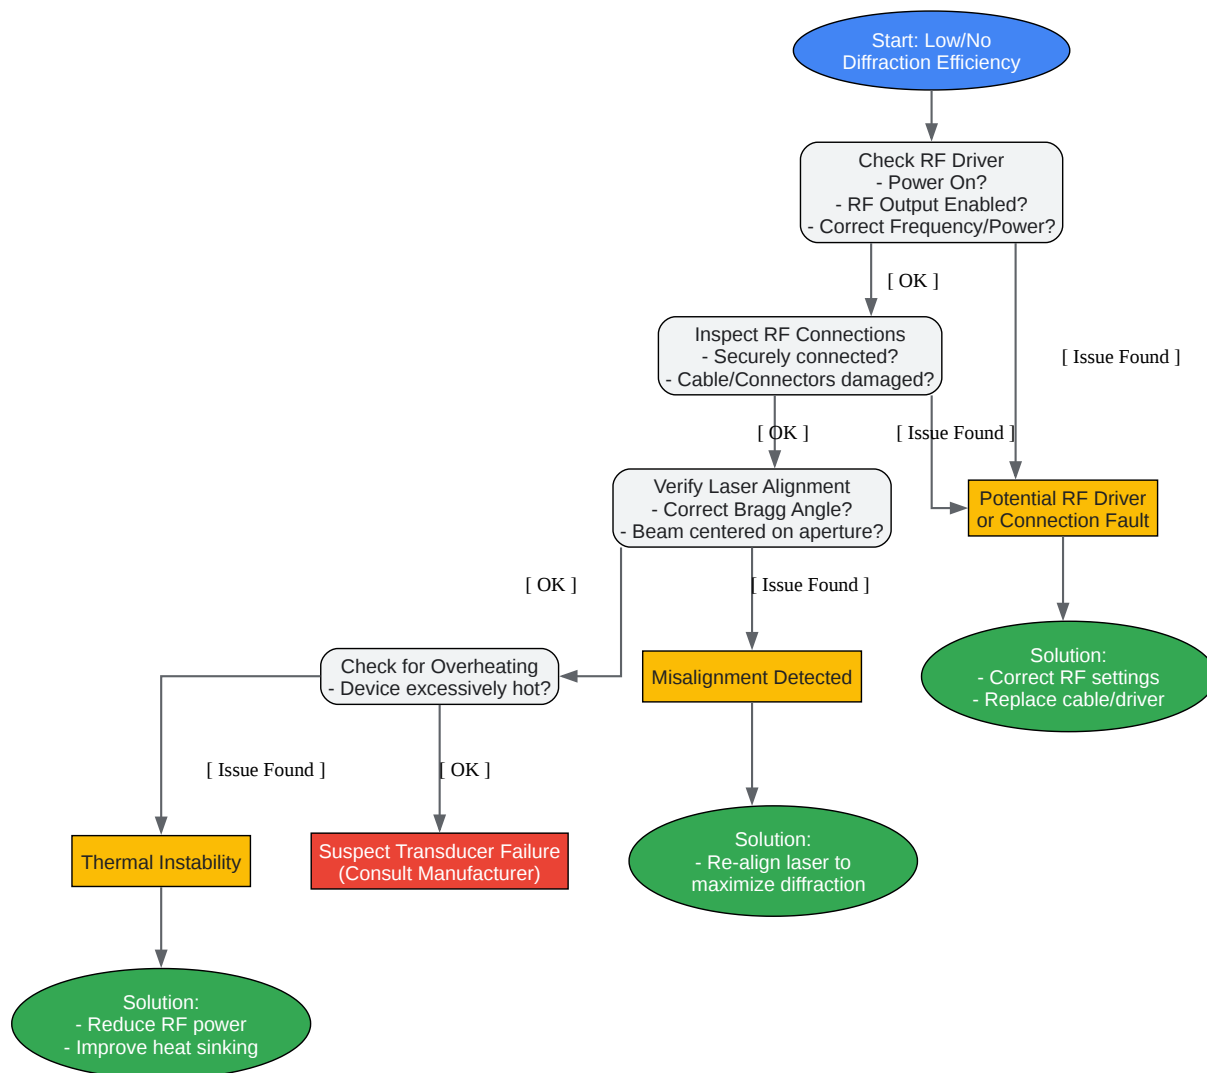 Start: Low/No
Diffraction Efficiency
Check RF Driver
- Power On?
- RF Output Enabled?
- Correct Frequency/Power?
[ OK ]
[ Issue Found ]
Inspect RF Connections
- Securely connected?
- Cable/Connectors damaged?
[ OK ]
[ Issue Found ]
Verify Laser Alignment
- Correct Bragg Angle?
- Beam centered on aperture?
Potential RF Driver
or Connection Fault
[ OK ]
[ Issue Found ]
Check for Overheating
- Device excessively hot?
Misalignment Detected
Solution:
- Correct RF settings
- Replace cable/driver
[ Issue Found ]
[ OK ]
Thermal Instability
Suspect Transducer Failure
(Consult Manufacturer)
Solution:
- Re-align laser to
maximize diffraction
Solution:
- Reduce RF power
- Improve heat sinking